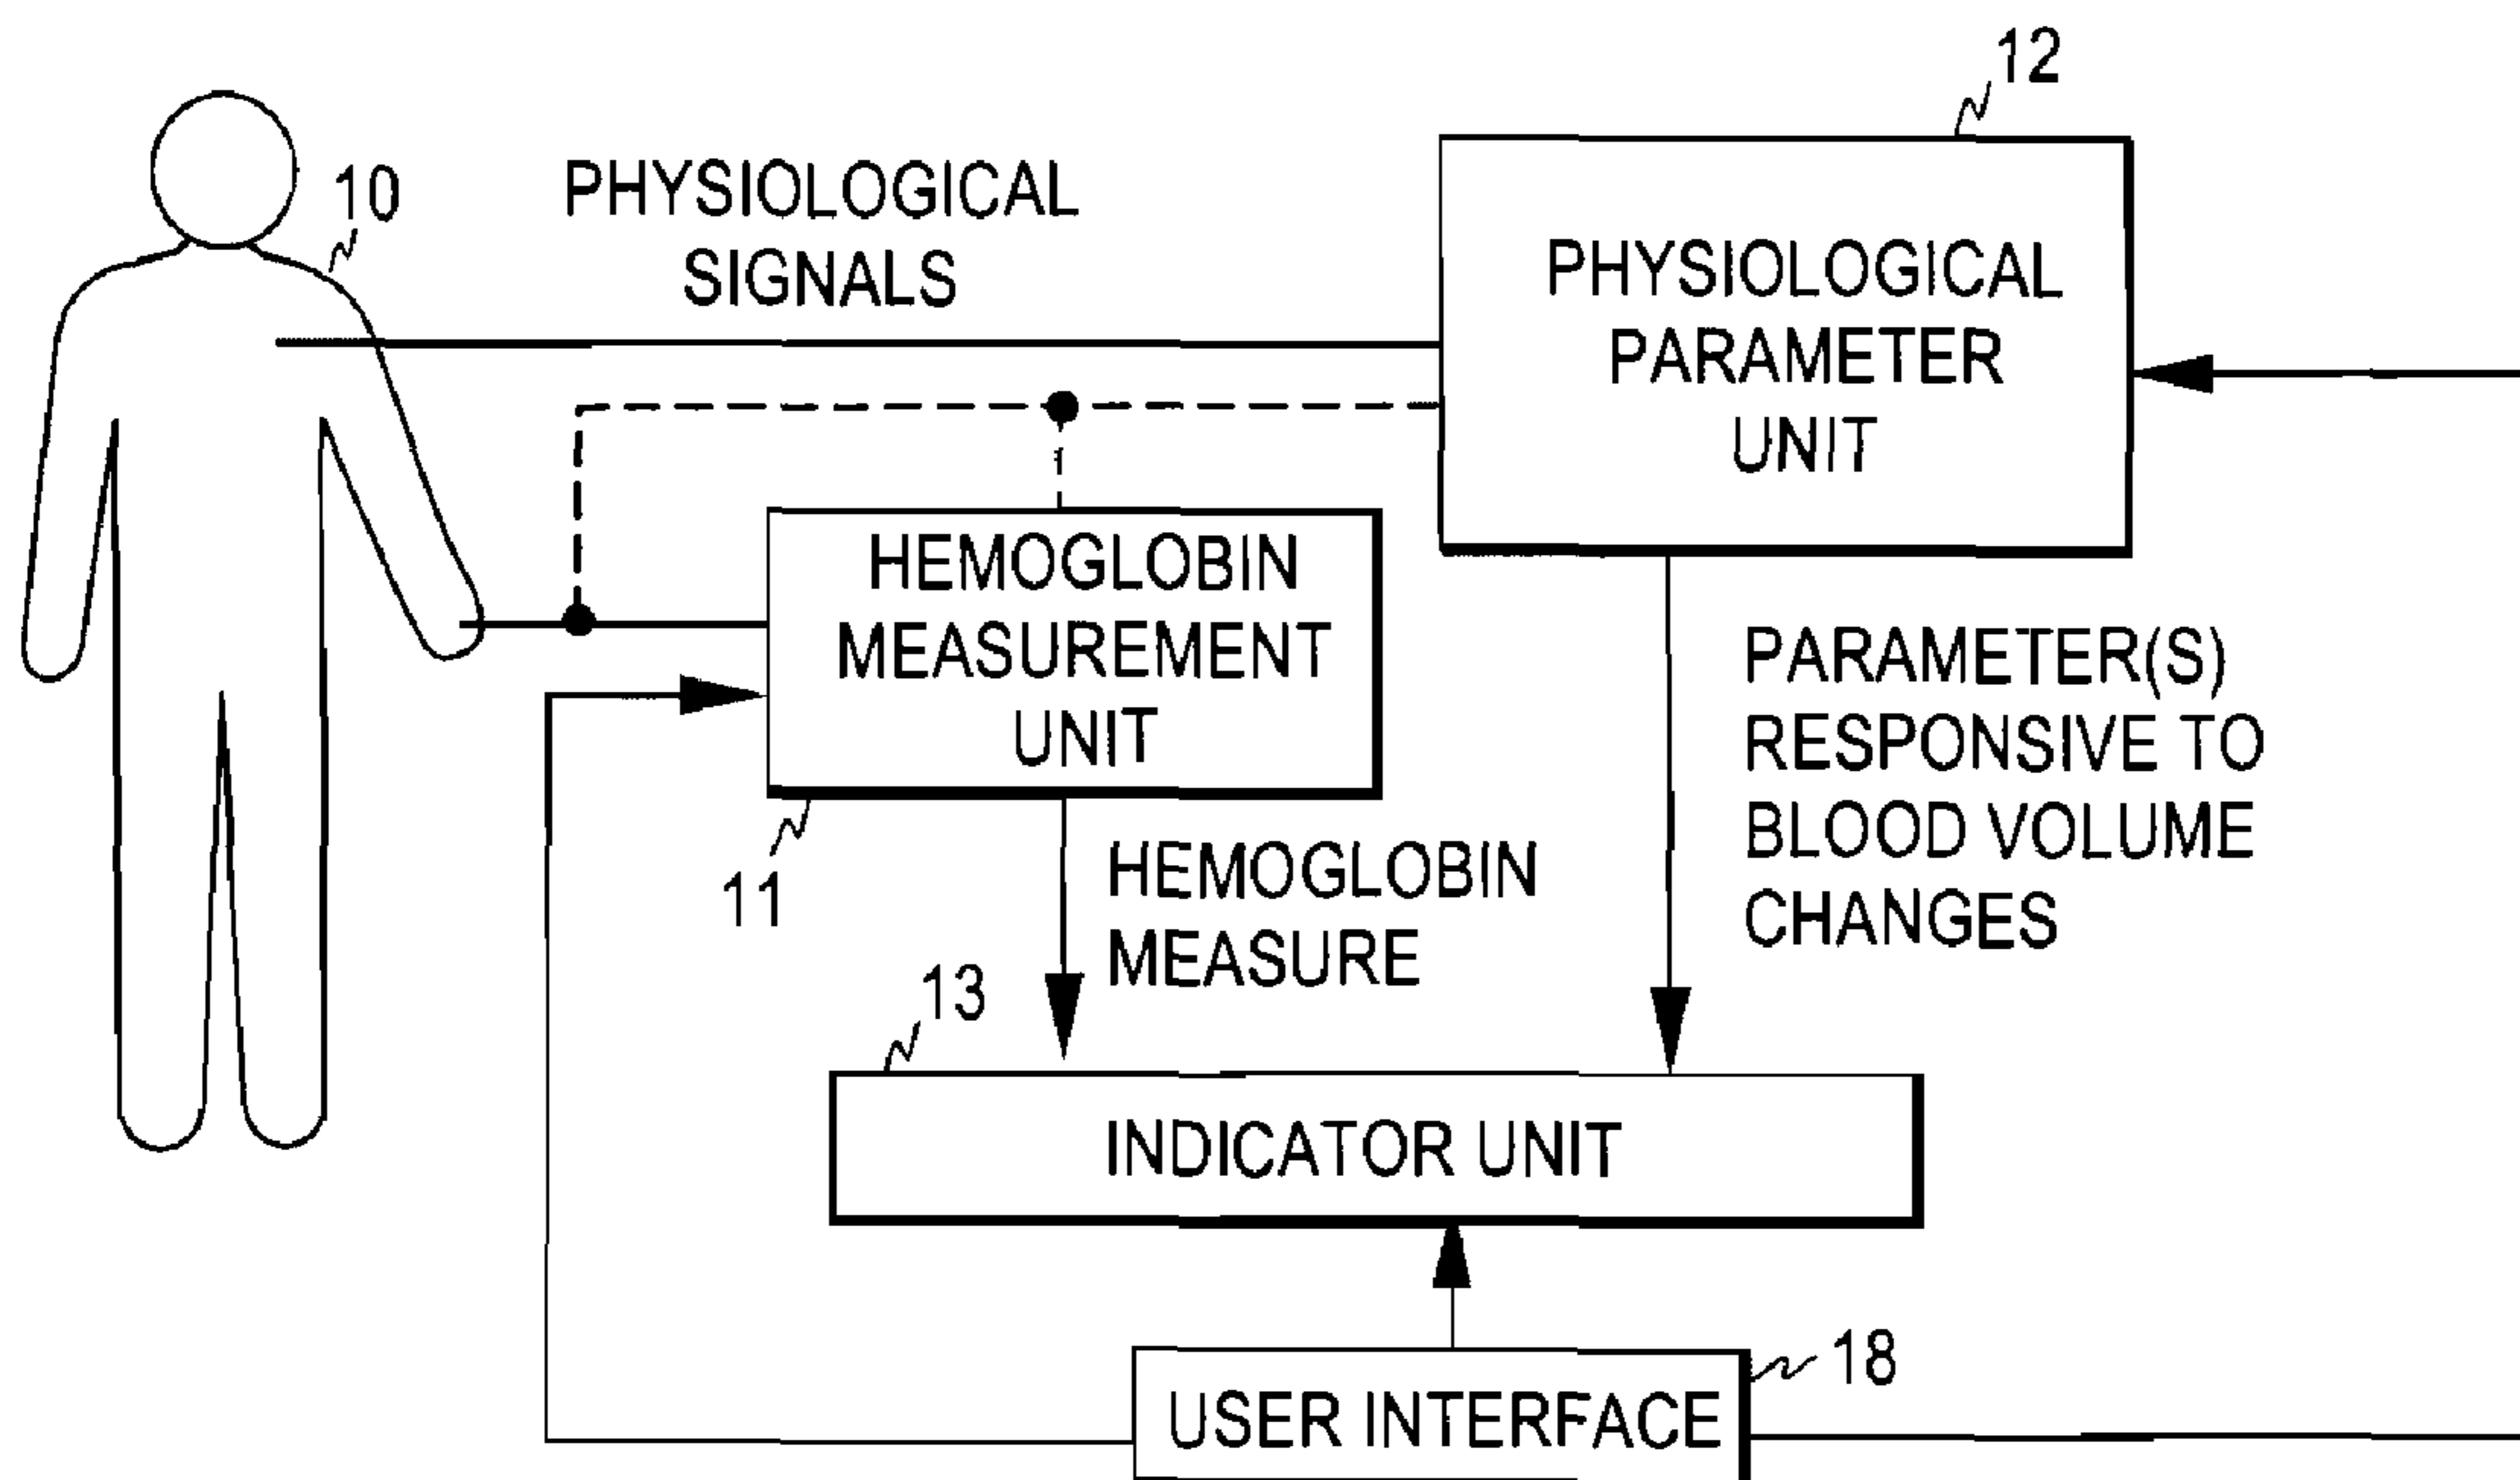 12
10
PHYSIOLOGICAL
SIGNALS
PHYSIOLOGICAL
PARAMETER
UNIT
HEMOGLOBIN
MEASUREMENT
UNIT
11
PARAMETER(S)
RESPONSIVE TO
BLOOD VOLUME
CHANGES
HEMOGLOBIN
MEASURE
13
INDICATOR UNIT
18
USER INTERFACE